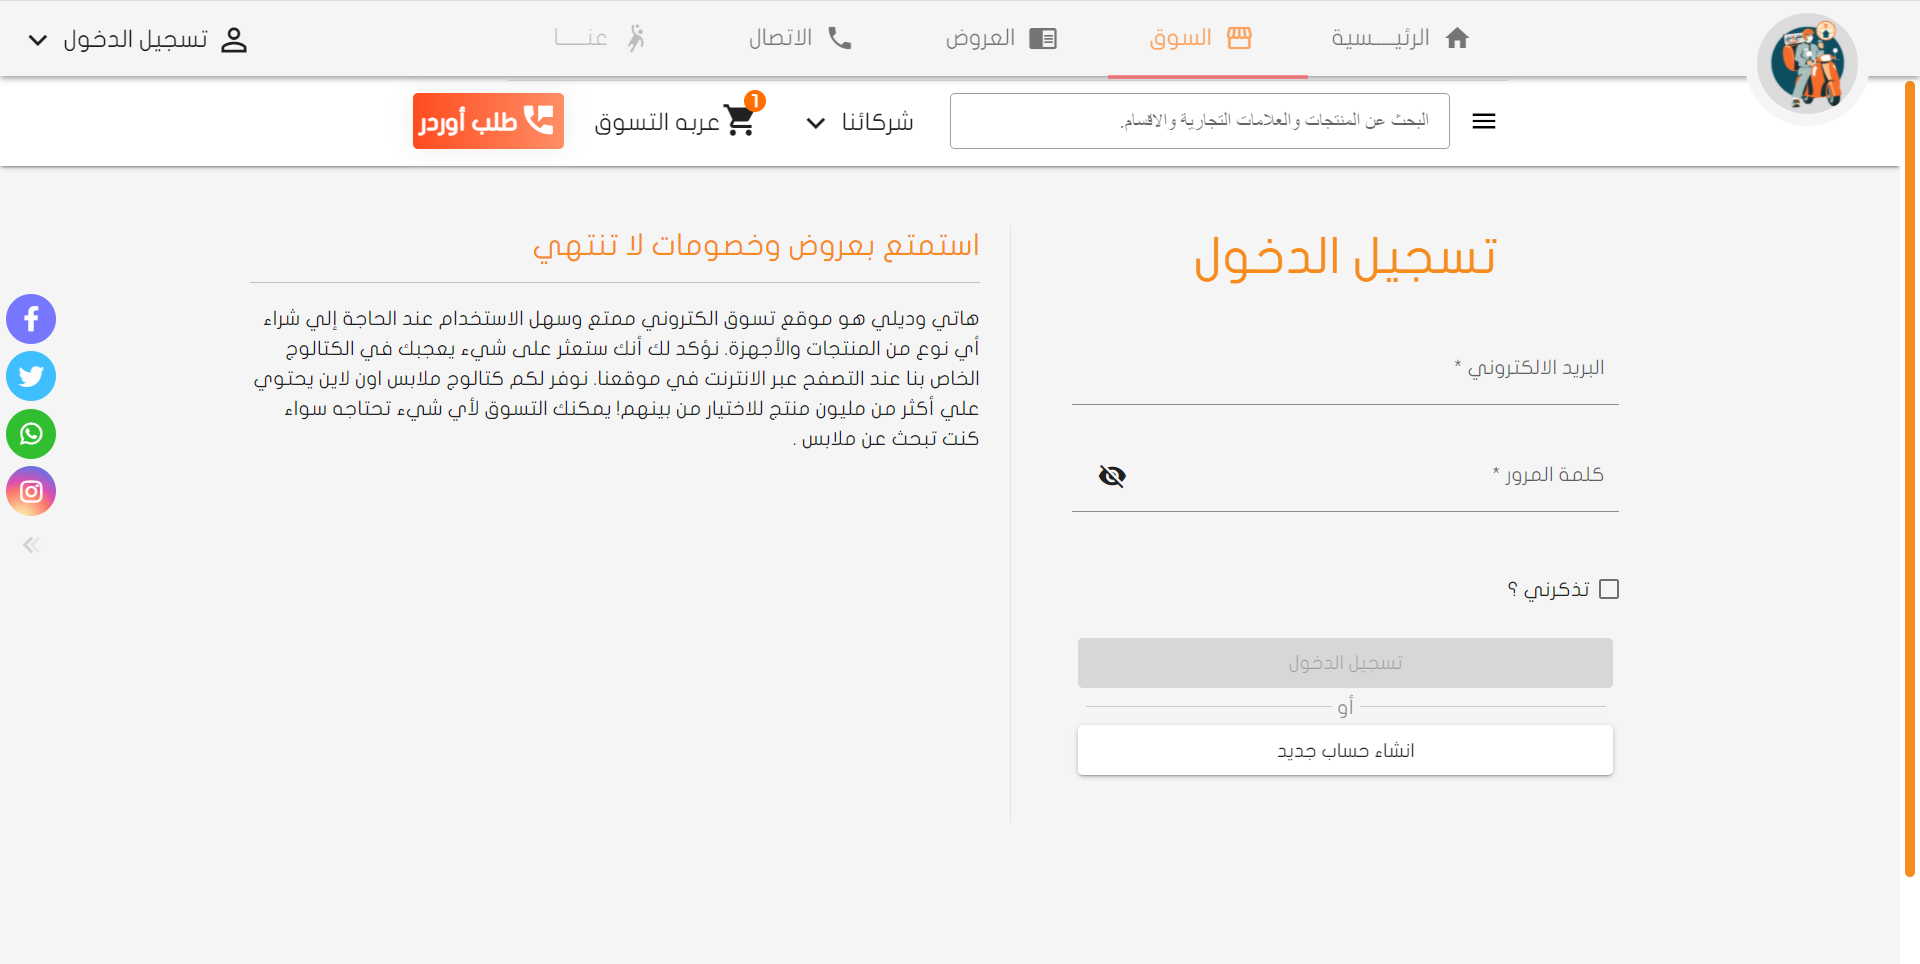 الرئيـــسية
السوق
العروض
الاتصال
عنـــا
تسجيل الدخول
البحث عن المنتجات والعلامات التجارية والاقسام.
شركائنا
عربه التسوق
1
طلب أوردر
تسجيل الدخول
البريد الالكتروني *
كلمة المرور *
تذكرني ؟
تسجيل الدخول
أو
انشاء حساب جديد
استمتع بعروض وخصومات لا تنتهي
هاتي وديلي هو موقع تسوق الكتروني ممتع وسهل الاستخدام عند الحاجة إلي شراء
أي نوع من المنتجات والأجهزة. نؤكد لك أنك ستعثر على شيء يعجبك في الكتالوج
الخاص بنا عند التصفح عبر الانترنت في موقعنا. نوفر لكم كتالوج ملابس اون لاين يحتوي
علي أكثر من مليون منتج للاختيار من بينهم! يمكنك التسوق لأي شيء تحتاجه سواء
كنت تبحث عن ملابس .